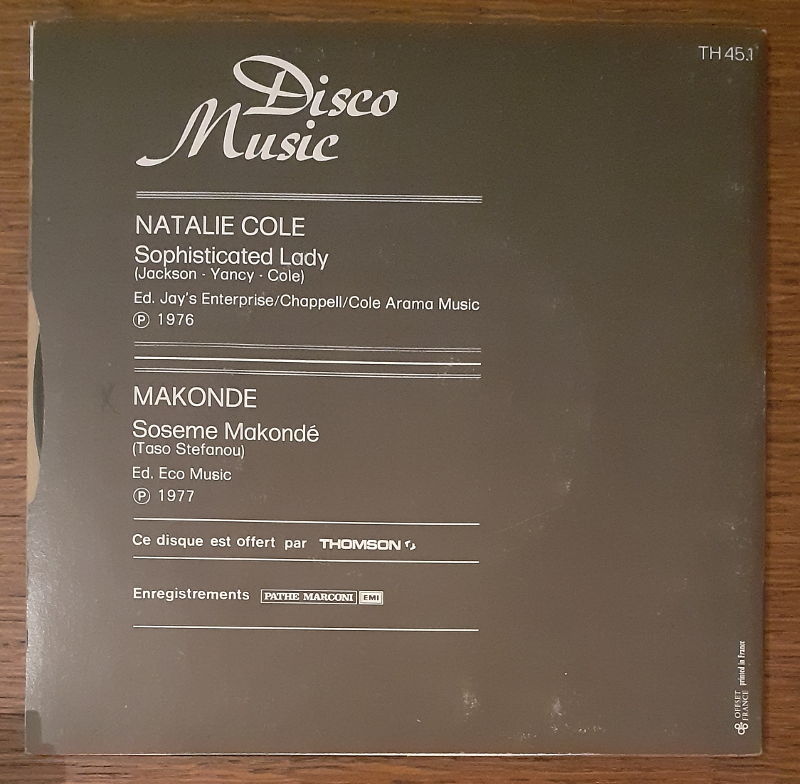 TH 45.1
Disco
Music
NATALIE COLE
Sophisticated Lady
(Jackson - Yancy - Cole)
Ed. Jay's Enterprise/Chappell/Cole Arama Music
Ⓟ 1976
MAKONDE
Soseme Makondé
(Taso Stefanou)
Ed. Eco Music
Ⓟ 1977
Ce disque est offert par THOMSON
Enregistrements PATHE MARCONI EMI
OFFSET FRANCE printed in France